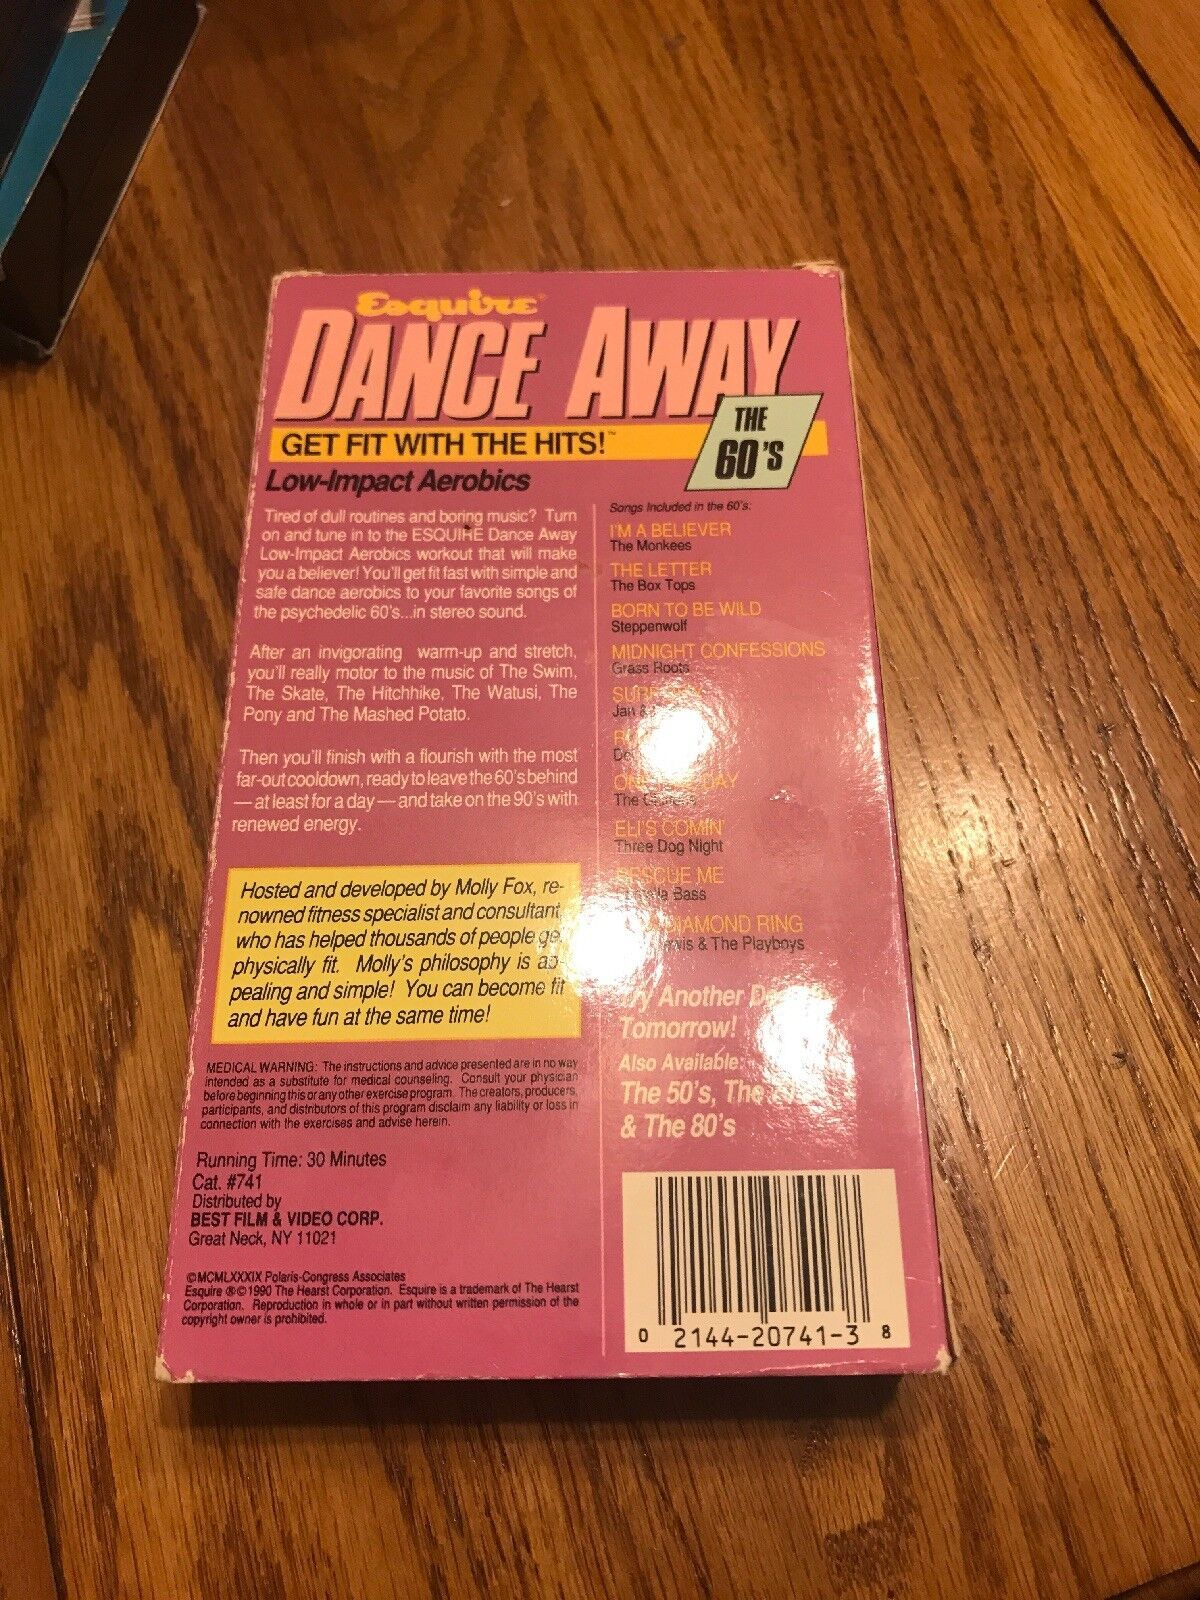 Esquire®
DANCE AWAY
THE
60's
GET FIT WITH THE HITS!™
Low-Impact Aerobics
Tired of dull routines and boring music? Turn
on and tune in to the ESQUIRE Dance Away
Low-Impact Aerobics workout that will make
you a believer! You'll get fit fast with simple and
safe dance aerobics to your favorite songs of
the psychedelic 60's...in stereo sound.
After an invigorating warm-up and stretch,
you'll really motor to the music of The Swim,
The Skate, The Hitchhike, The Watusi, The
Pony and The Mashed Potato.
Then you'll finish with a flourish with the most
far-out cooldown, ready to leave the 60's behind
— at least for a day — and take on the 90's with
renewed energy.
Hosted and developed by Molly Fox, re-
nowned fitness specialist and consultant
who has helped thousands of people get
physically fit. Molly's philosophy is ap-
pealing and simple! You can become fit
and have fun at the same time!
MEDICAL WARNING: The instructions and advice presented are in no way
intended as a substitute for medical counseling. Consult your physician
before beginning this or any other exercise program. The creators, producers,
participants, and distributors of this program disclaim any liability or loss in
connection with the exercises and advise herein.
Running Time: 30 Minutes
Cat. #741
Distributed by
BEST FILM & VIDEO CORP.
Great Neck, NY 11021
©MCMLXXXIX Polaris-Congress Associates
Esquire ®©1990 The Hearst Corporation. Esquire is a trademark of The Hearst
Corporation. Reproduction in whole or in part without written permission of the
copyright owner is prohibited.
Songs Included in the 60's:
I'M A BELIEVER
The Monkees
THE LETTER
The Box Tops
BORN TO BE WILD
Steppenwolf
MIDNIGHT CONFESSIONS
Grass Roots
Jan &
The
ELI'S COMIN'
Three Dog Night
RESCUE ME
Bass
DIAMOND RING
& The Playboys
Try Another
Tomorrow!
Also Available:
The 50's, The
& The 80's
0 2144-20741-3 8